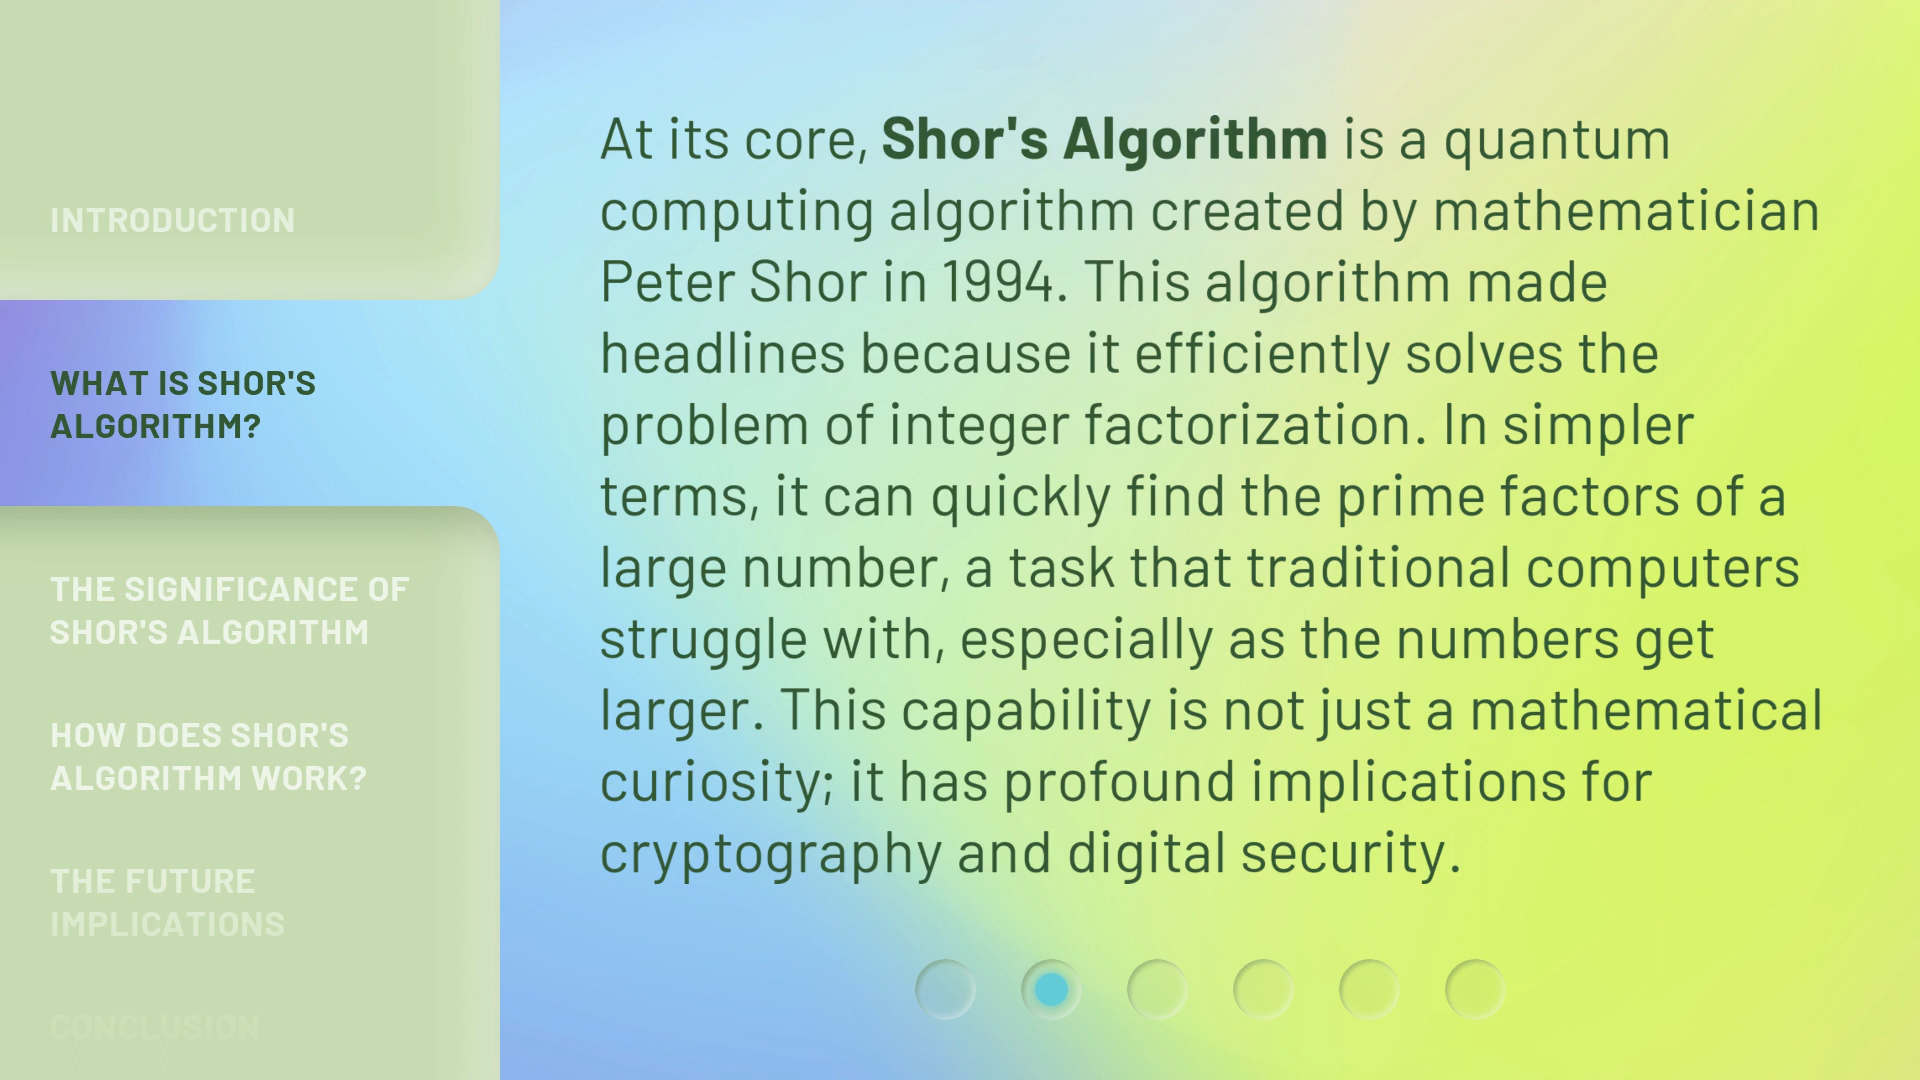 INTRODUCTION
WHAT IS SHOR'S
ALGORITHM?
THE SIGNIFICANCE OF
SHOR'S ALGORITHM
HOW DOES SHOR'S
ALGORITHM WORK?
THE FUTURE
IMPLICATIONS
CONCLUSION
At its core, Shor's Algorithm is a quantum
computing algorithm created by mathematician
Peter Shor in 1994. This algorithm made
headlines because it efficiently solves the
problem of integer factorization. In simpler
terms, it can quickly find the prime factors of a
large number, a task that traditional computers
struggle with, especially as the numbers get
larger. This capability is not just a mathematical
curiosity; it has profound implications for
cryptography and digital security.